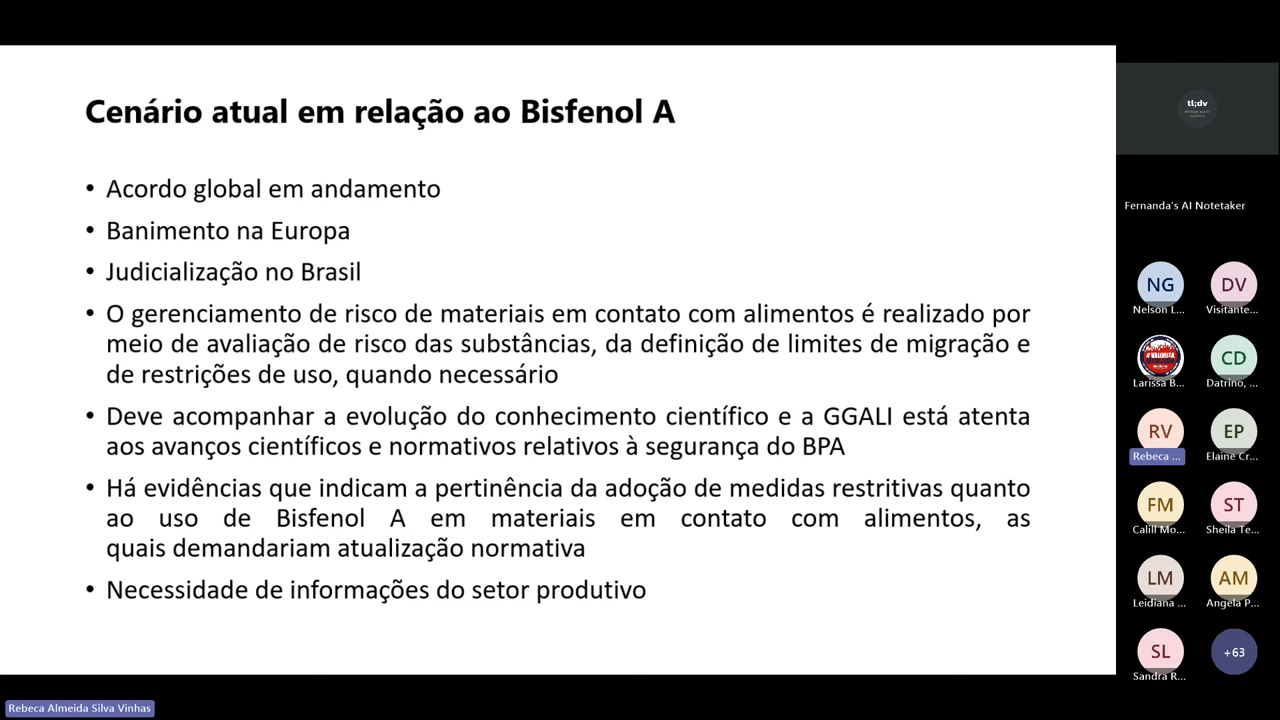 Cenário atual em relação ao Bisfenol A
• Acordo global em andamento
• Banimento na Europa
• Judicialização no Brasil
• O gerenciamento de risco de materiais em contato com alimentos é realizado por
meio de avaliação de risco das substâncias, da definição de limites de migração e
de restrições de uso, quando necessário
• Deve acompanhar a evolução do conhecimento científico e a GGALI está atenta
aos avanços científicos e normativos relativos à segurança do BPA
• Há evidências que indicam a pertinência da adoção de medidas restritivas quanto
ao uso de Bisfenol A em materiais em contato com alimentos, as
quais demandariam atualização normativa
• Necessidade de informações do setor produtivo
tl;dv
Fernanda's AI Notetaker
NG
Nelson L...
DV
Visitante...
Larissa B...
CD
Datrino, ...
RV
Rebeca ...
EP
Elaine Cr...
FM
Calill Mo...
ST
Sheila Te...
LM
Leidiana ...
AM
Angela P...
SL
Sandra R...
+63
Rebeca Almeida Silva Vinhas